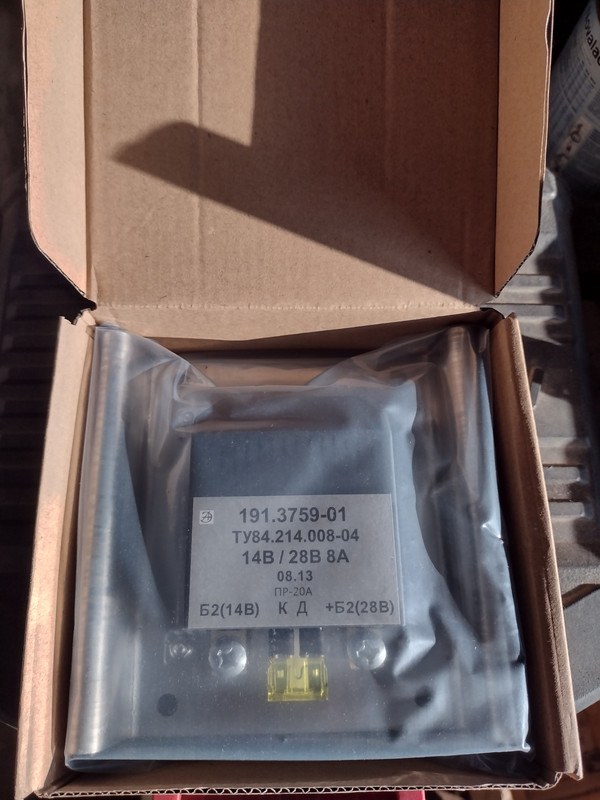 191.3759-01
ТУ84.214.008-04
14В / 28В 8А
08.13
ПР-20А
Б2(14В) К Д +Б2(28В)